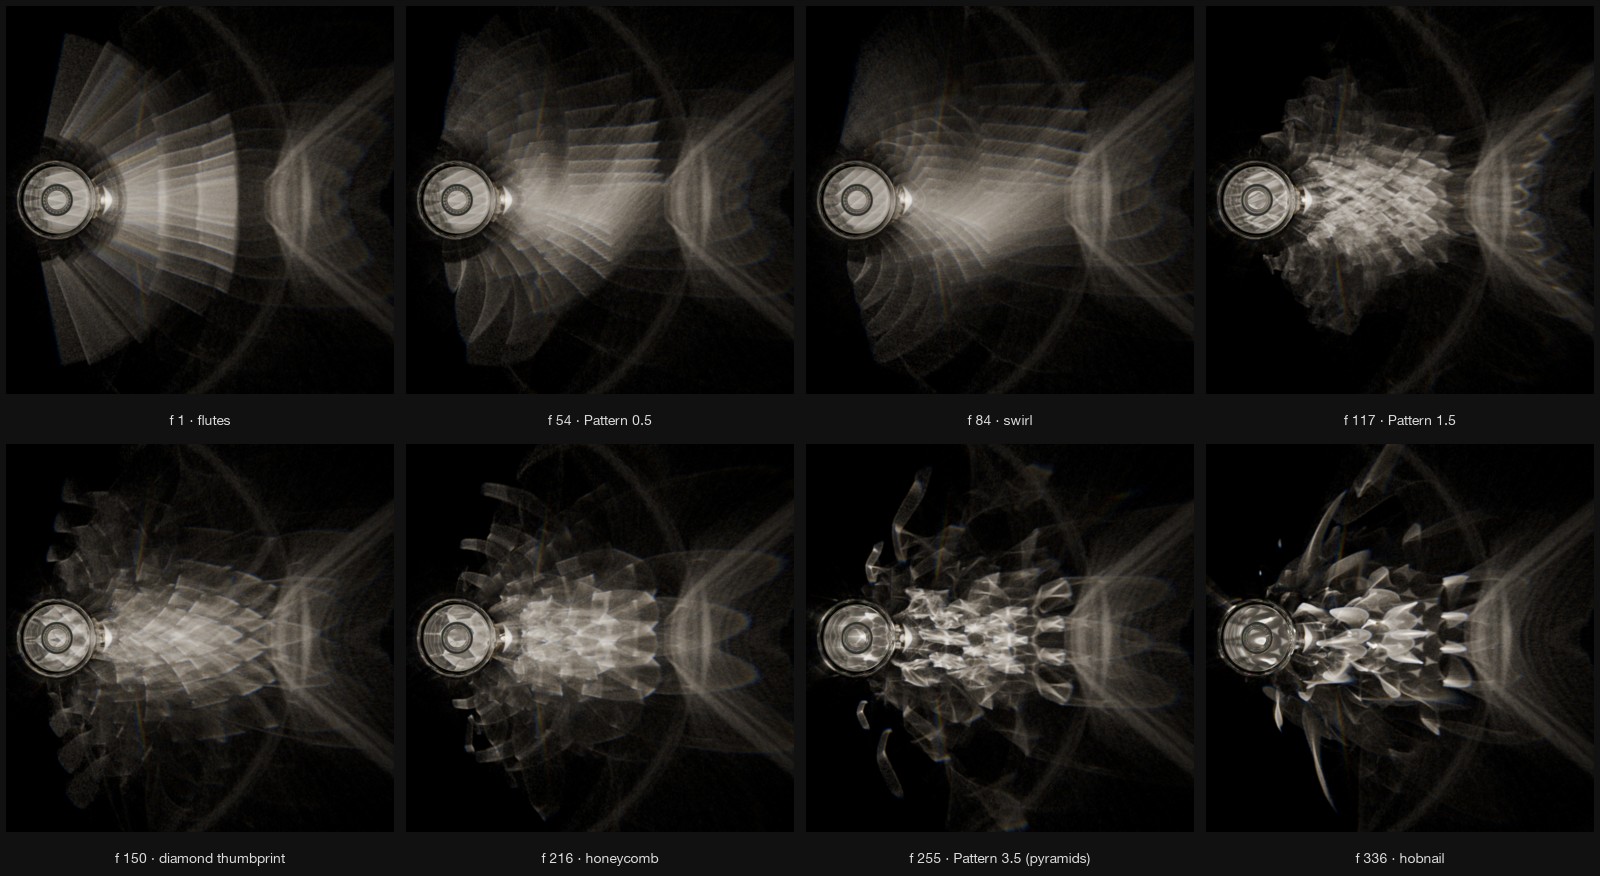 f 1 · flutes
f 54 · Pattern 0.5
f 84 · swirl
f 117 · Pattern 1.5
f 150 · diamond thumbprint
f 216 · honeycomb
f 255 · Pattern 3.5 (pyramids)
f 336 · hobnail